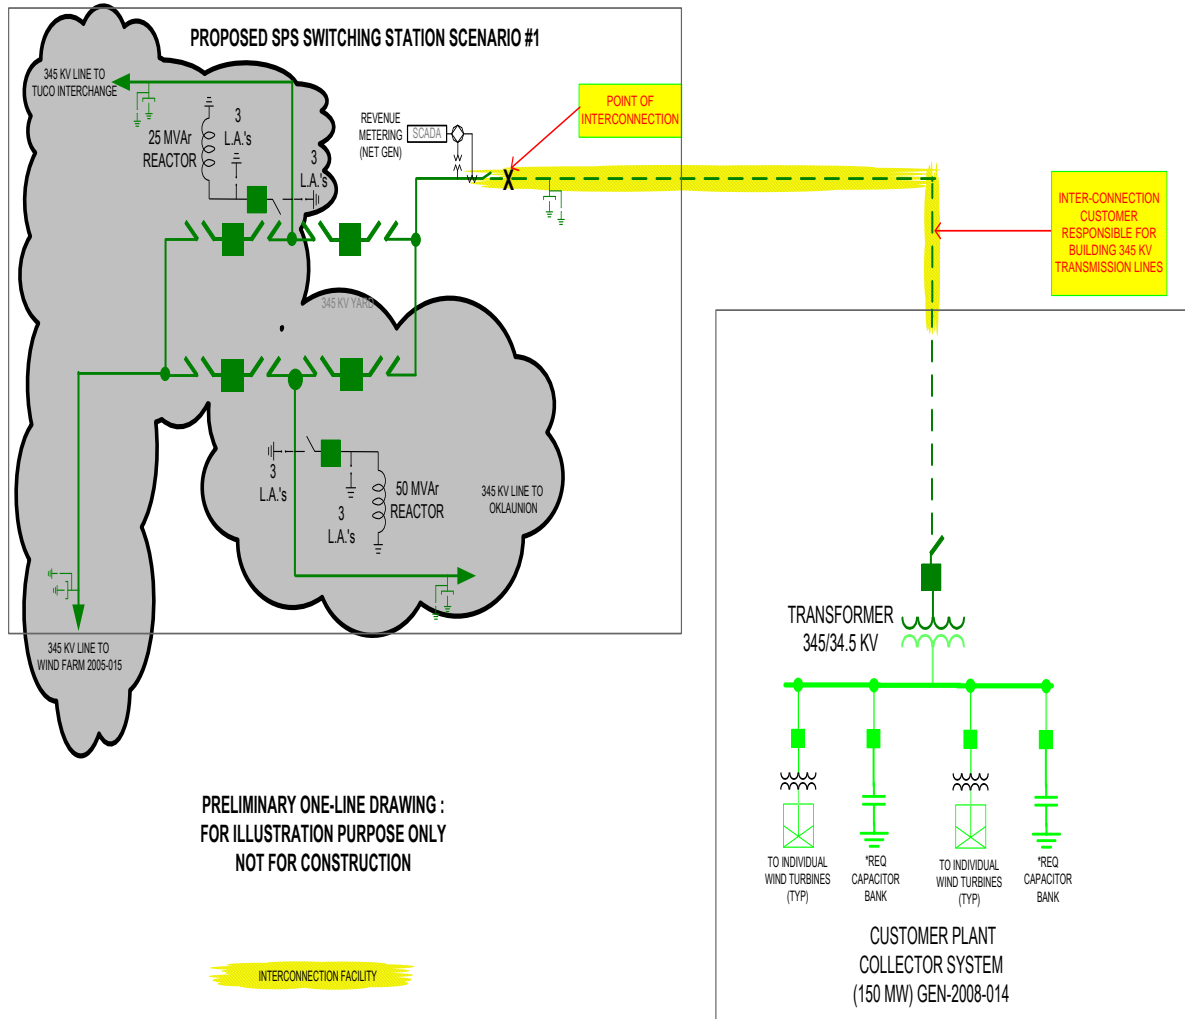 PROPOSED SPS SWITCHING STATION SCENARIO #1
345 KV LINE TO
TUCO INTERCHANGE
25 MVAr
REACTOR
3
L.A.'s
3
L.A.'s
REVENUE
METERING
(NET GEN)
SCADA
POINT OF
INTERCONNECTION
X
INTER-CONNECTION
CUSTOMER
RESPONSIBLE FOR
BUILDING 345 KV
TRANSMISSION LINES
345 KV YARD
3
L.A.'s
3
L.A.'s
50 MVAr
REACTOR
345 KV LINE TO
OKLAUNION
345 KV LINE TO
WIND FARM 2005-015
TRANSFORMER
345/34.5 KV
TO INDIVIDUAL
WIND TURBINES
(TYP)
*REQ
CAPACITOR
BANK
TO INDIVIDUAL
WIND TURBINES
(TYP)
*REQ
CAPACITOR
BANK
CUSTOMER PLANT
COLLECTOR SYSTEM
(150 MW) GEN-2008-014
PRELIMINARY ONE-LINE DRAWING :
FOR ILLUSTRATION PURPOSE ONLY
NOT FOR CONSTRUCTION
INTERCONNECTION FACILITY